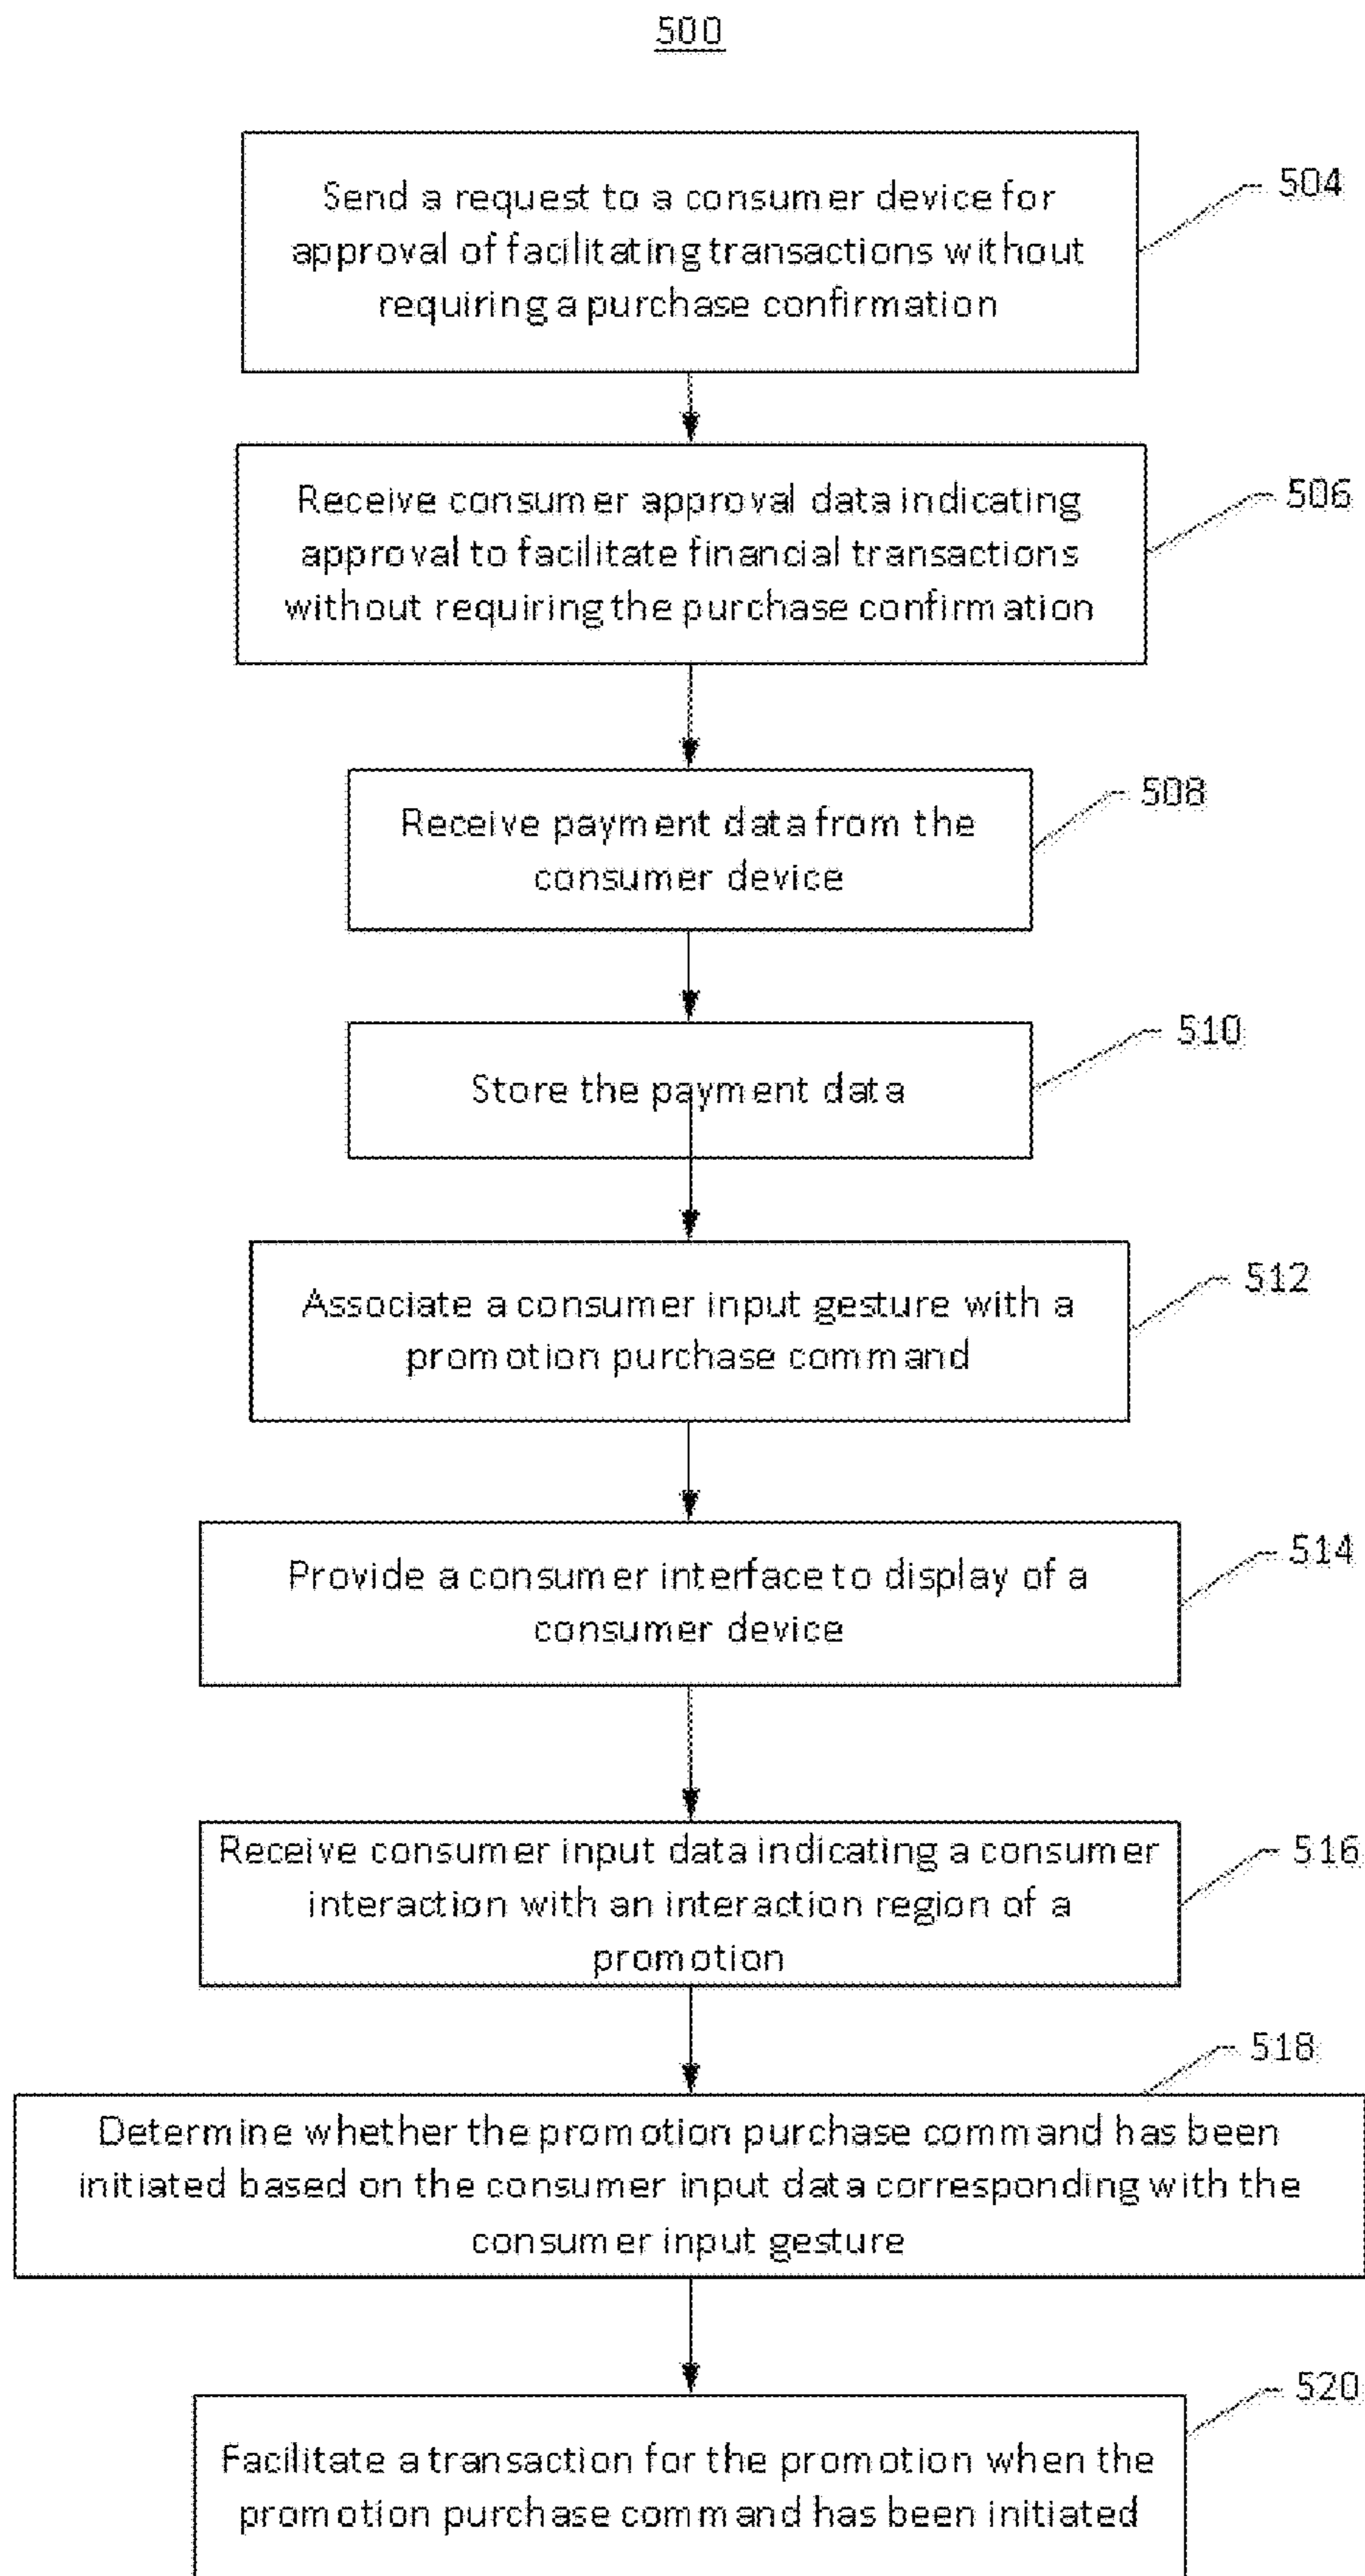 500
Send a request to a consumer device for
approval of facilitating transactions without
requiring a purchase confirmation
504
Receive consumer approval data indicating
approval to facilitate financial transactions
without requiring the purchase confirmation
506
Receive payment data from the
consumer device
508
Store the payment data
510
Associate a consumer input gesture with a
promotion purchase command
512
Provide a consumer interface to display of a
consumer device
514
Receive consumer input data indicating a consumer
interaction with an interaction region of a
promotion
516
Determine whether the promotion purchase command has been
initiated based on the consumer input data corresponding with the
consumer input gesture
518
Facilitate a transaction for the promotion when the
promotion purchase command has been initiated
520